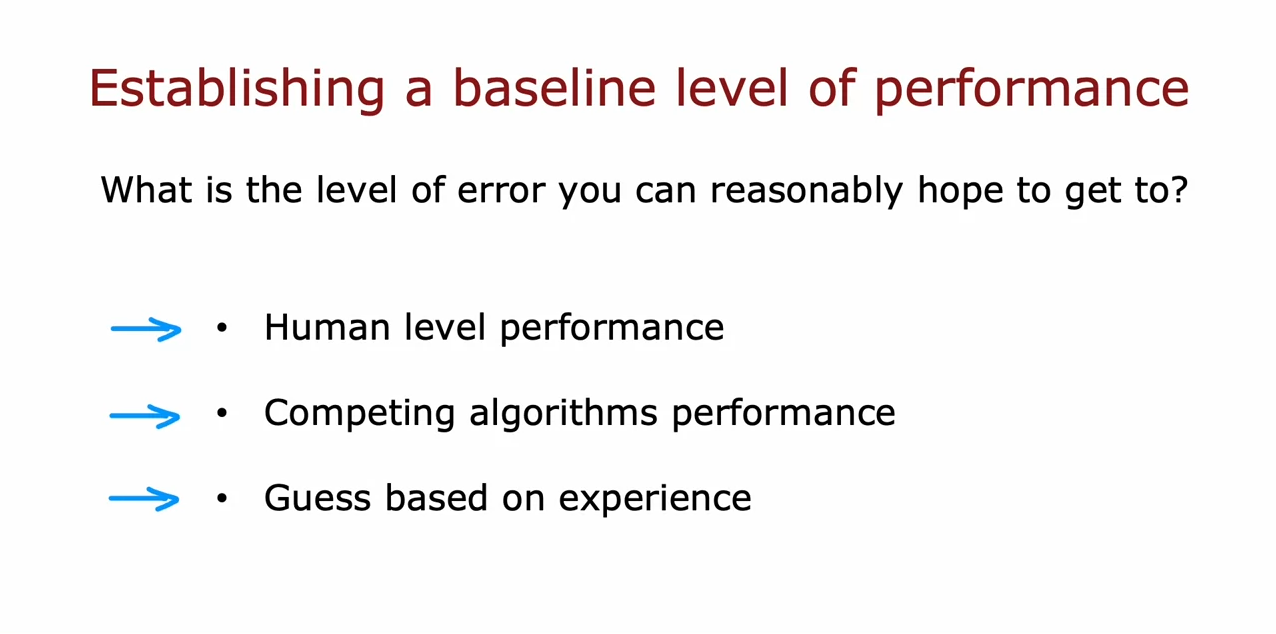 Establishing a baseline level of performance
What is the level of error you can reasonably hope to get to?
• Human level performance
• Competing algorithms performance
• Guess based on experience